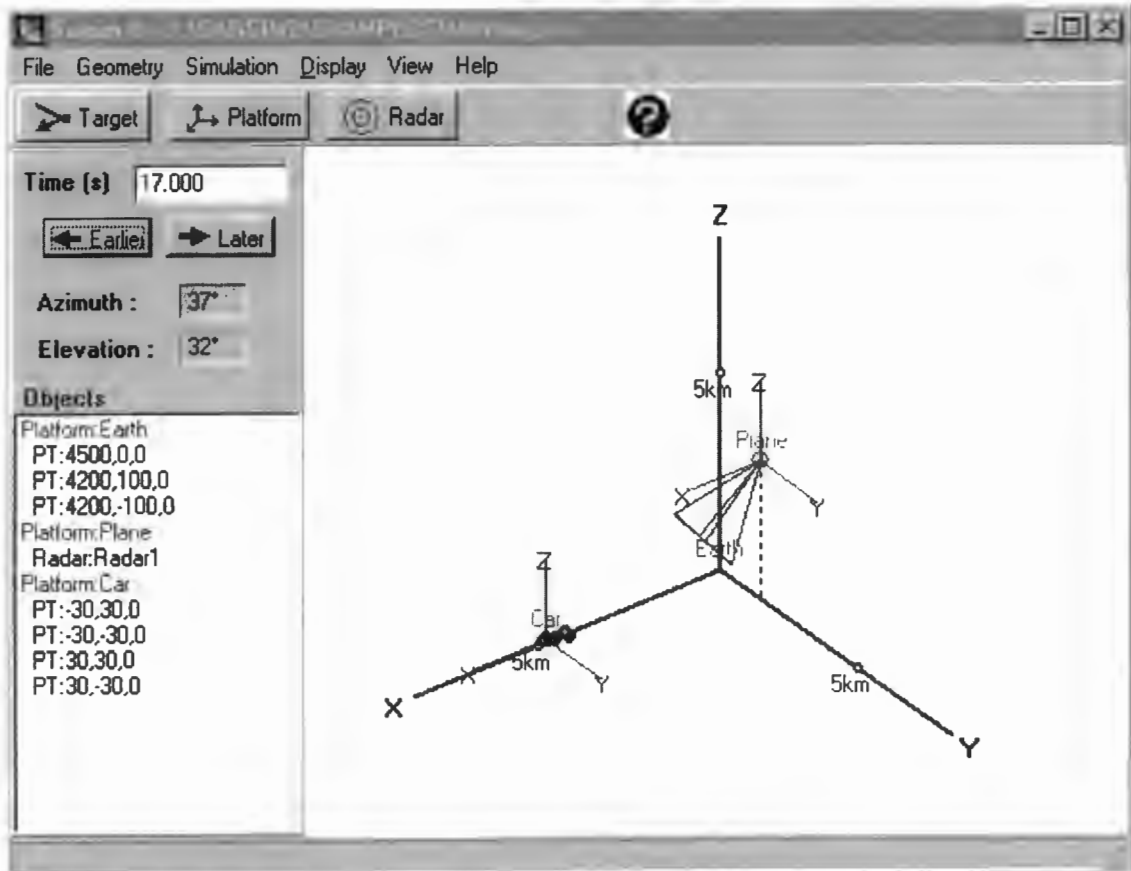 File Geometry Simulation Display View Help
Target Platform Radar
Time (s) 17.000
Earlier Later
Azimuth : 37°
Elevation : 32°
Objects
Platform:Earth
PT:4500,0,0
PT:4200,100,0
PT:4200,-100,0
Platform:Plane
Radar:Radar1
Platform:Car
PT:-30,30,0
PT:-30,-30,0
PT:30,30,0
PT:30,-30,0
Z
5km
Z
Plane
X
Y
Earth
Z
Car
5km
X
Y
X
5km
Y